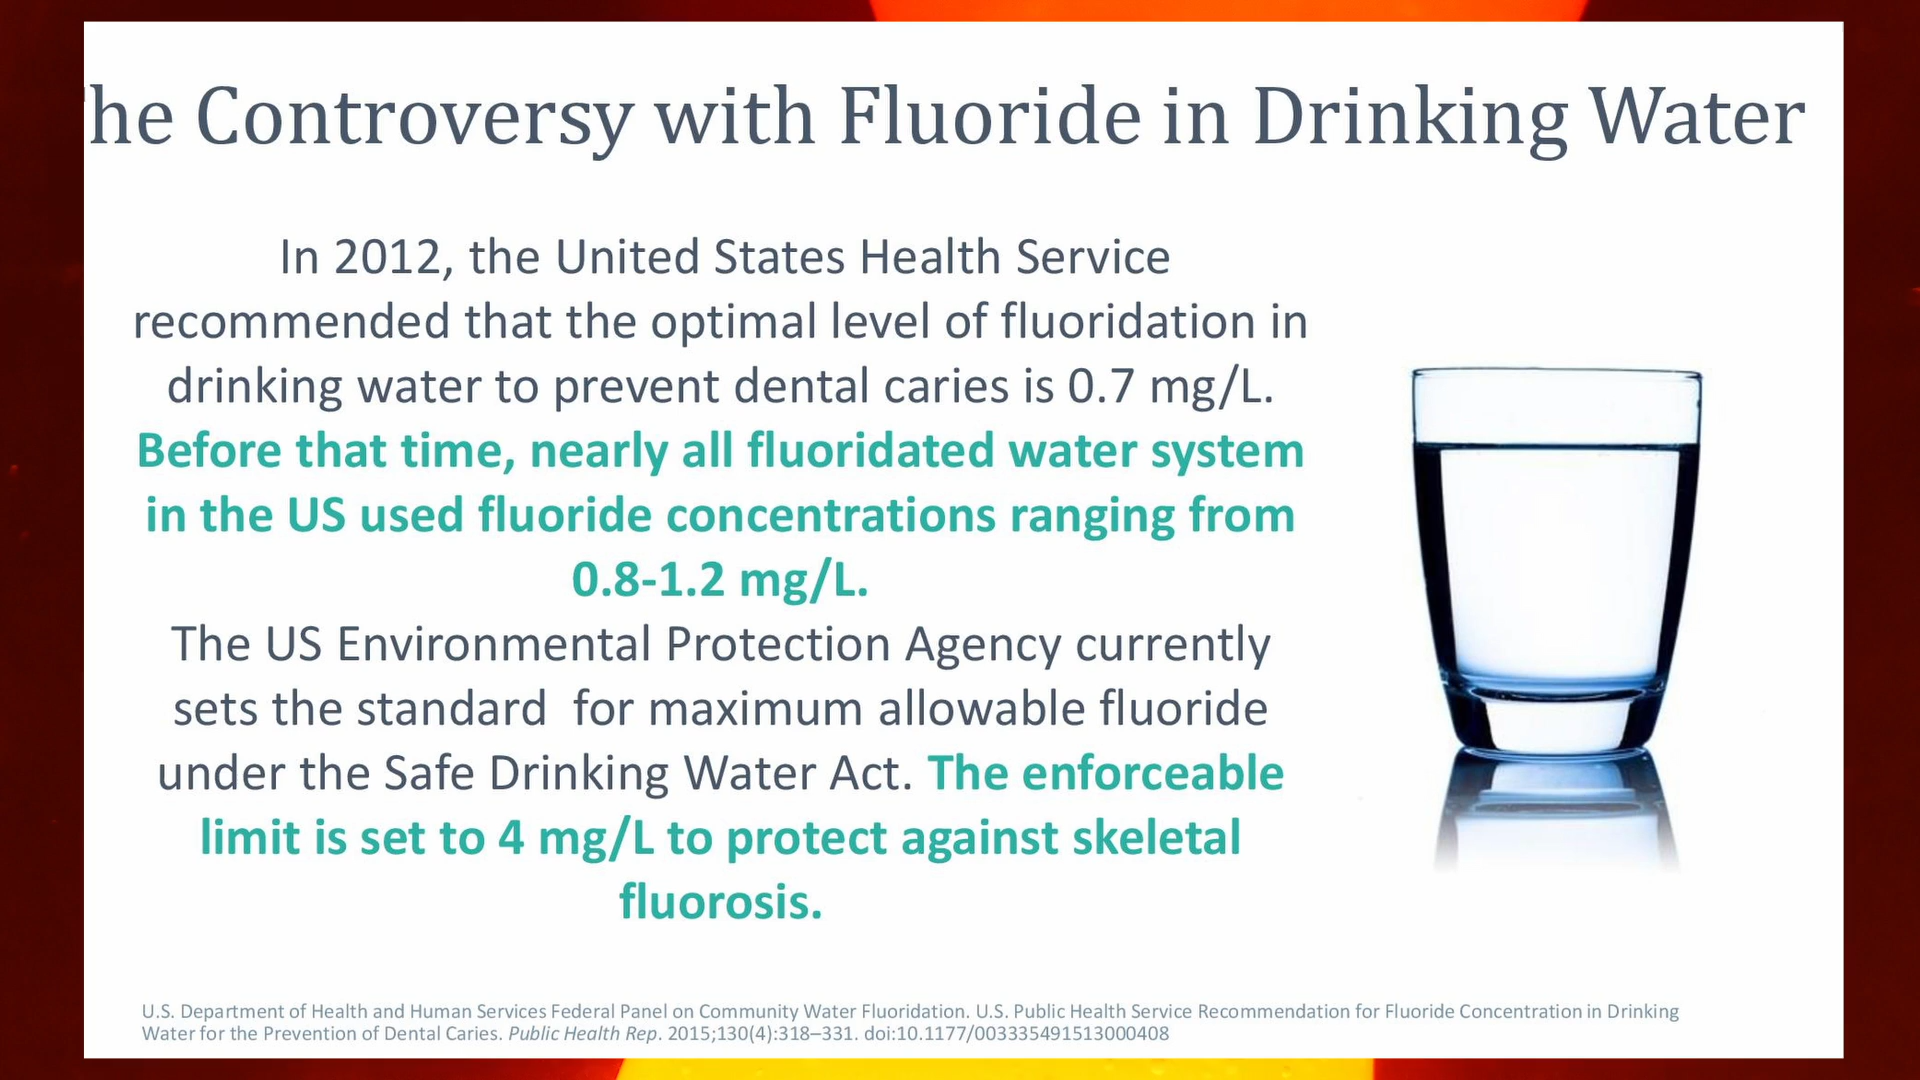 he Controversy with Fluoride in Drinking Water
In 2012, the United States Health Service
recommended that the optimal level of fluoridation in
drinking water to prevent dental caries is 0.7 mg/L.
Before that time, nearly all fluoridated water system
in the US used fluoride concentrations ranging from
0.8-1.2 mg/L.
The US Environmental Protection Agency currently
sets the standard  for maximum allowable fluoride
under the Safe Drinking Water Act. The enforceable
limit is set to 4 mg/L to protect against skeletal
fluorosis.
U.S. Department of Health and Human Services Federal Panel on Community Water Fluoridation. U.S. Public Health Service Recommendation for Fluoride Concentration in Drinking
Water for the Prevention of Dental Caries. Public Health Rep. 2015;130(4):318–331. doi:10.1177/003335491513000408